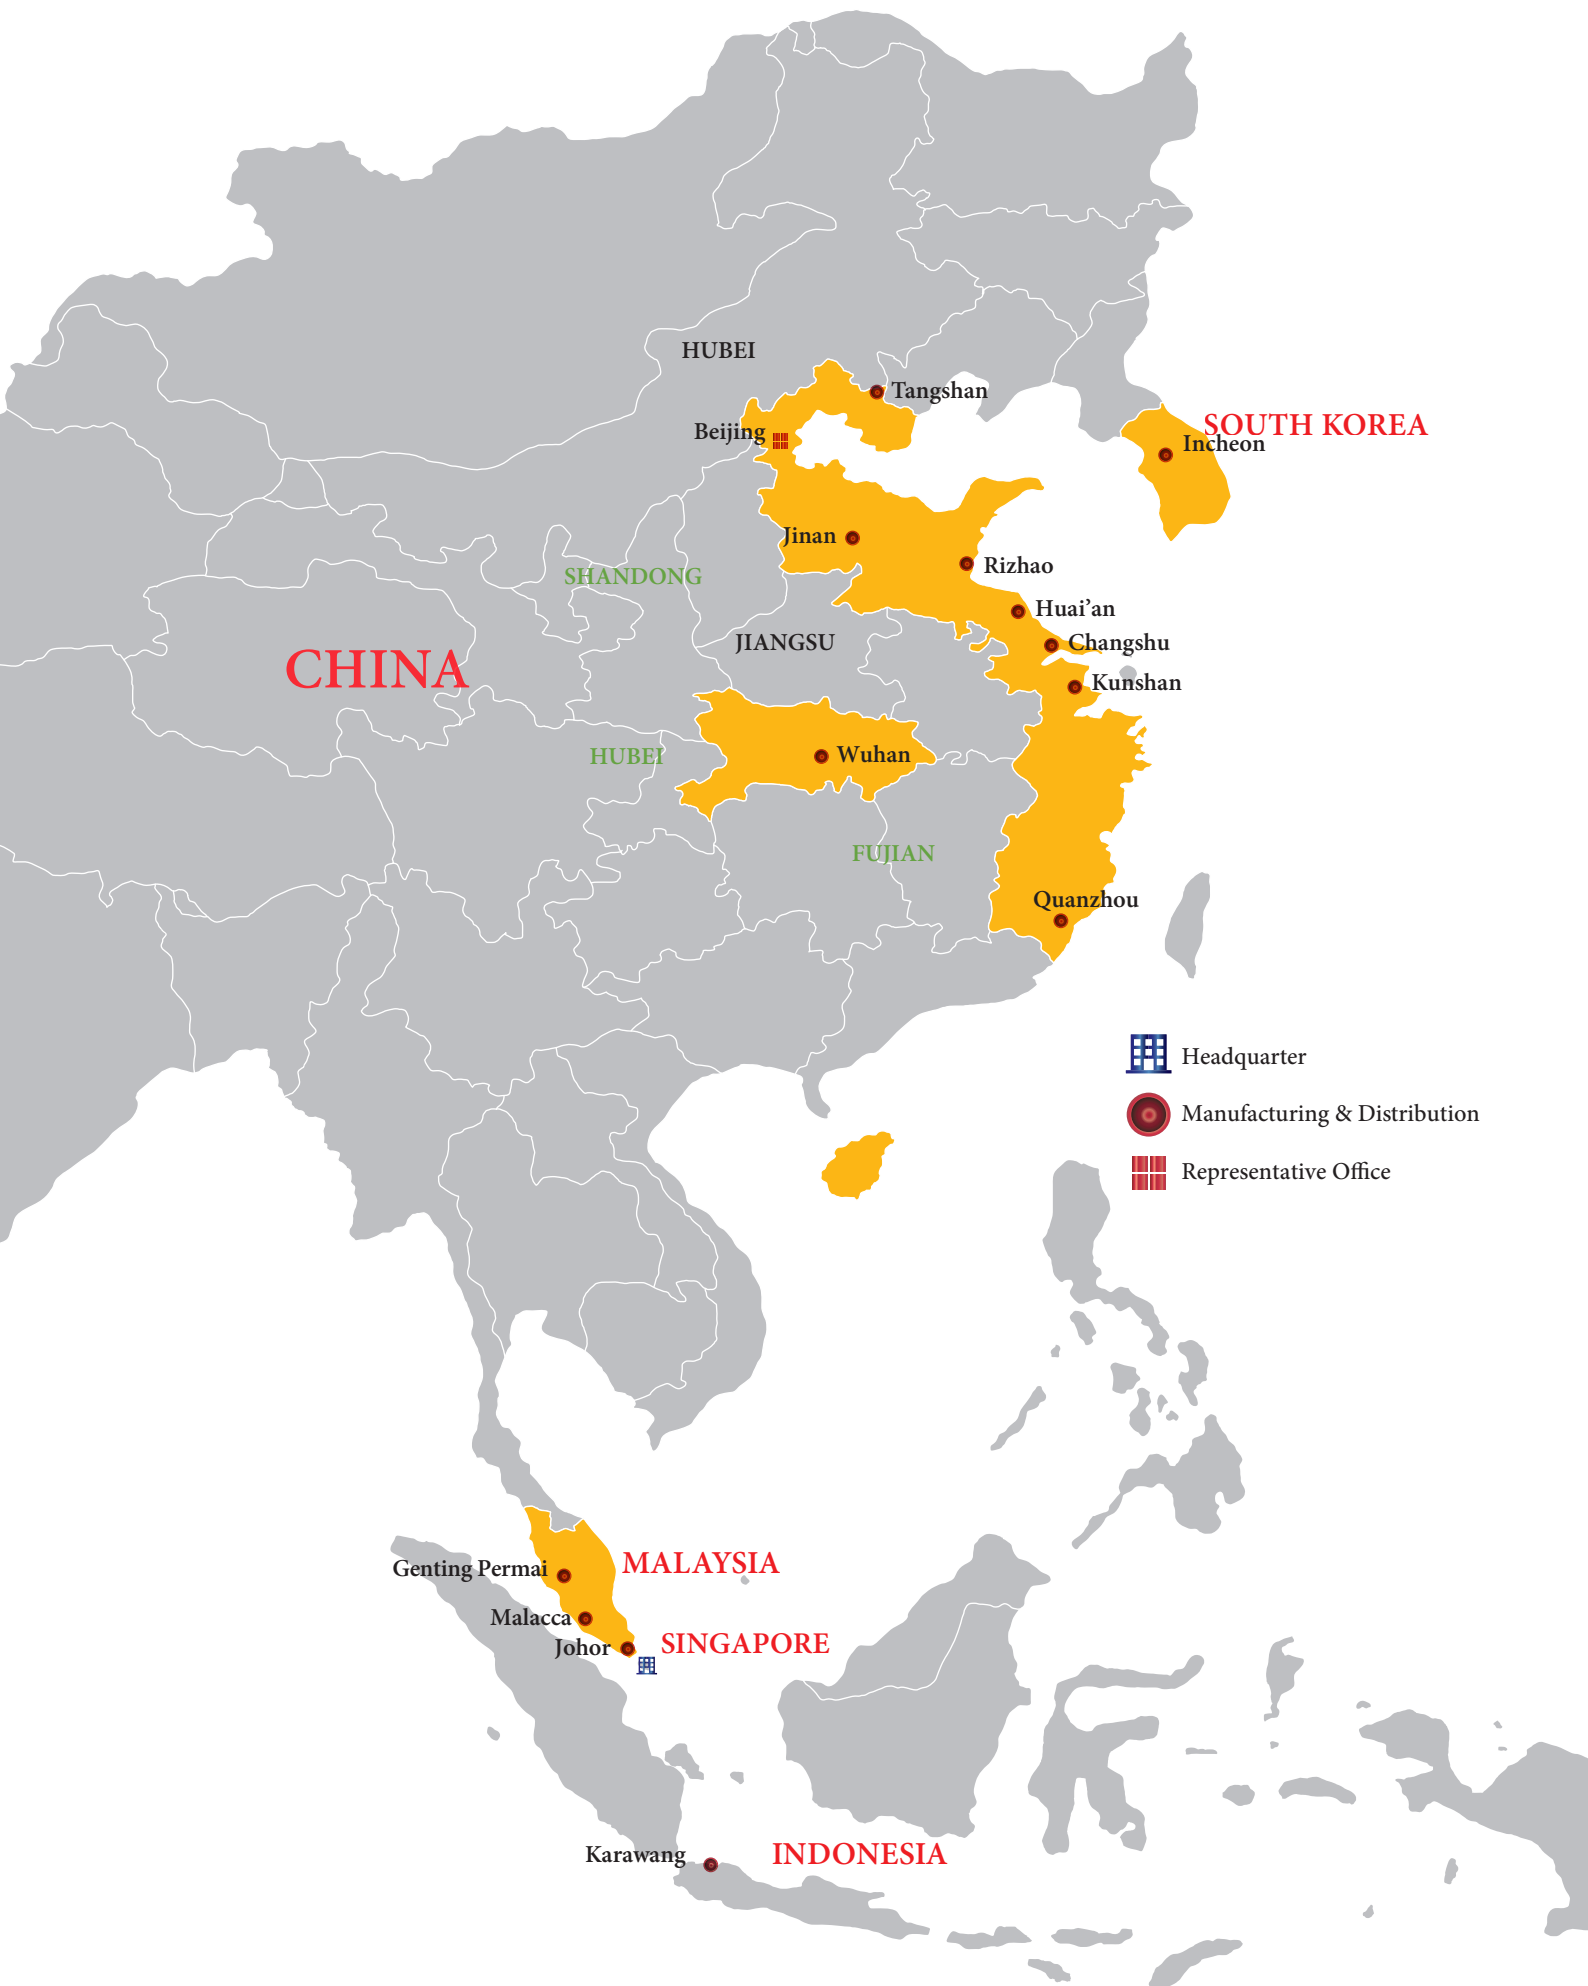 HUBEI
Tangshan
SOUTH KOREA
Beijing
Incheon
Jinan
Rizhao
SHANDONG
Huai’an
JIANGSU
Changshu
CHINA
Kunshan
HUBEI
Wuhan
FUJIAN
Quanzhou
Headquarter
Manufacturing & Distribution
Representative Office
MALAYSIA
Genting Permai
Malacca
SINGAPORE
Johor
Karawang
INDONESIA